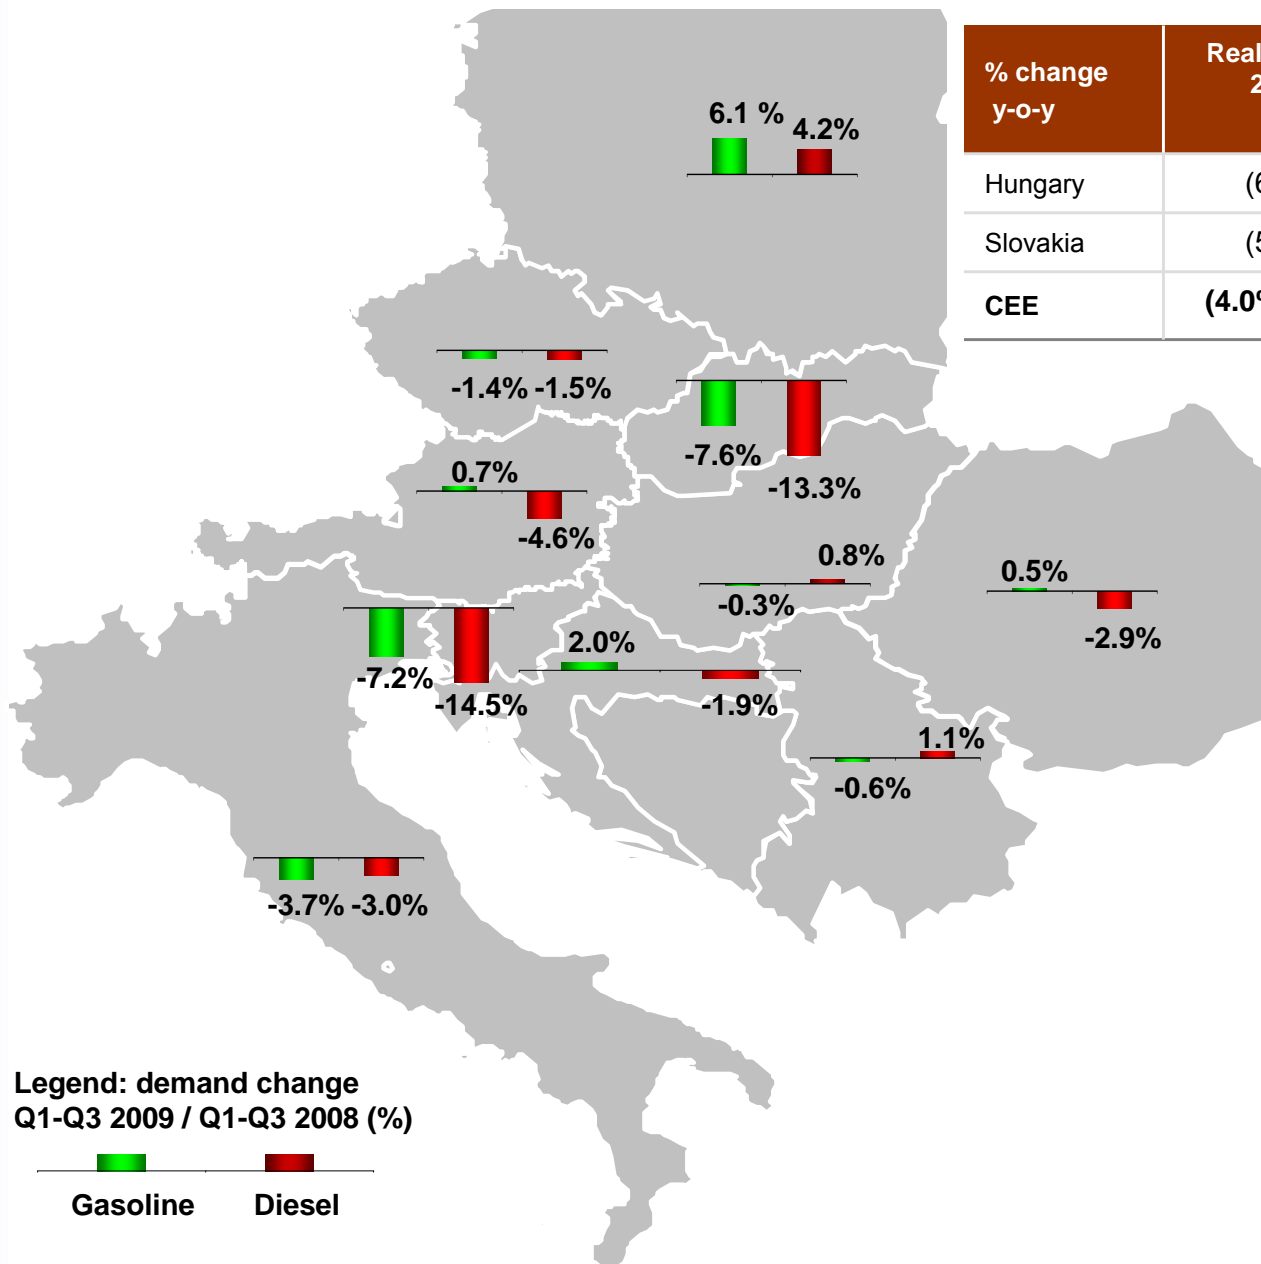 % change
y-o-y
Real
2
Hungary
(6
Slovakia
(5
CEE
(4.0%
6.1 %
4.2%
-1.4%
-1.5%
-7.6%
-13.3%
0.7%
-4.6%
0.8%
-0.3%
0.5%
-2.9%
2.0%
-1.9%
-7.2%
-14.5%
1.1%
-0.6%
-3.7%
-3.0%
Legend: demand change
Q1-Q3 2009 / Q1-Q3 2008 (%)
Gasoline
Diesel